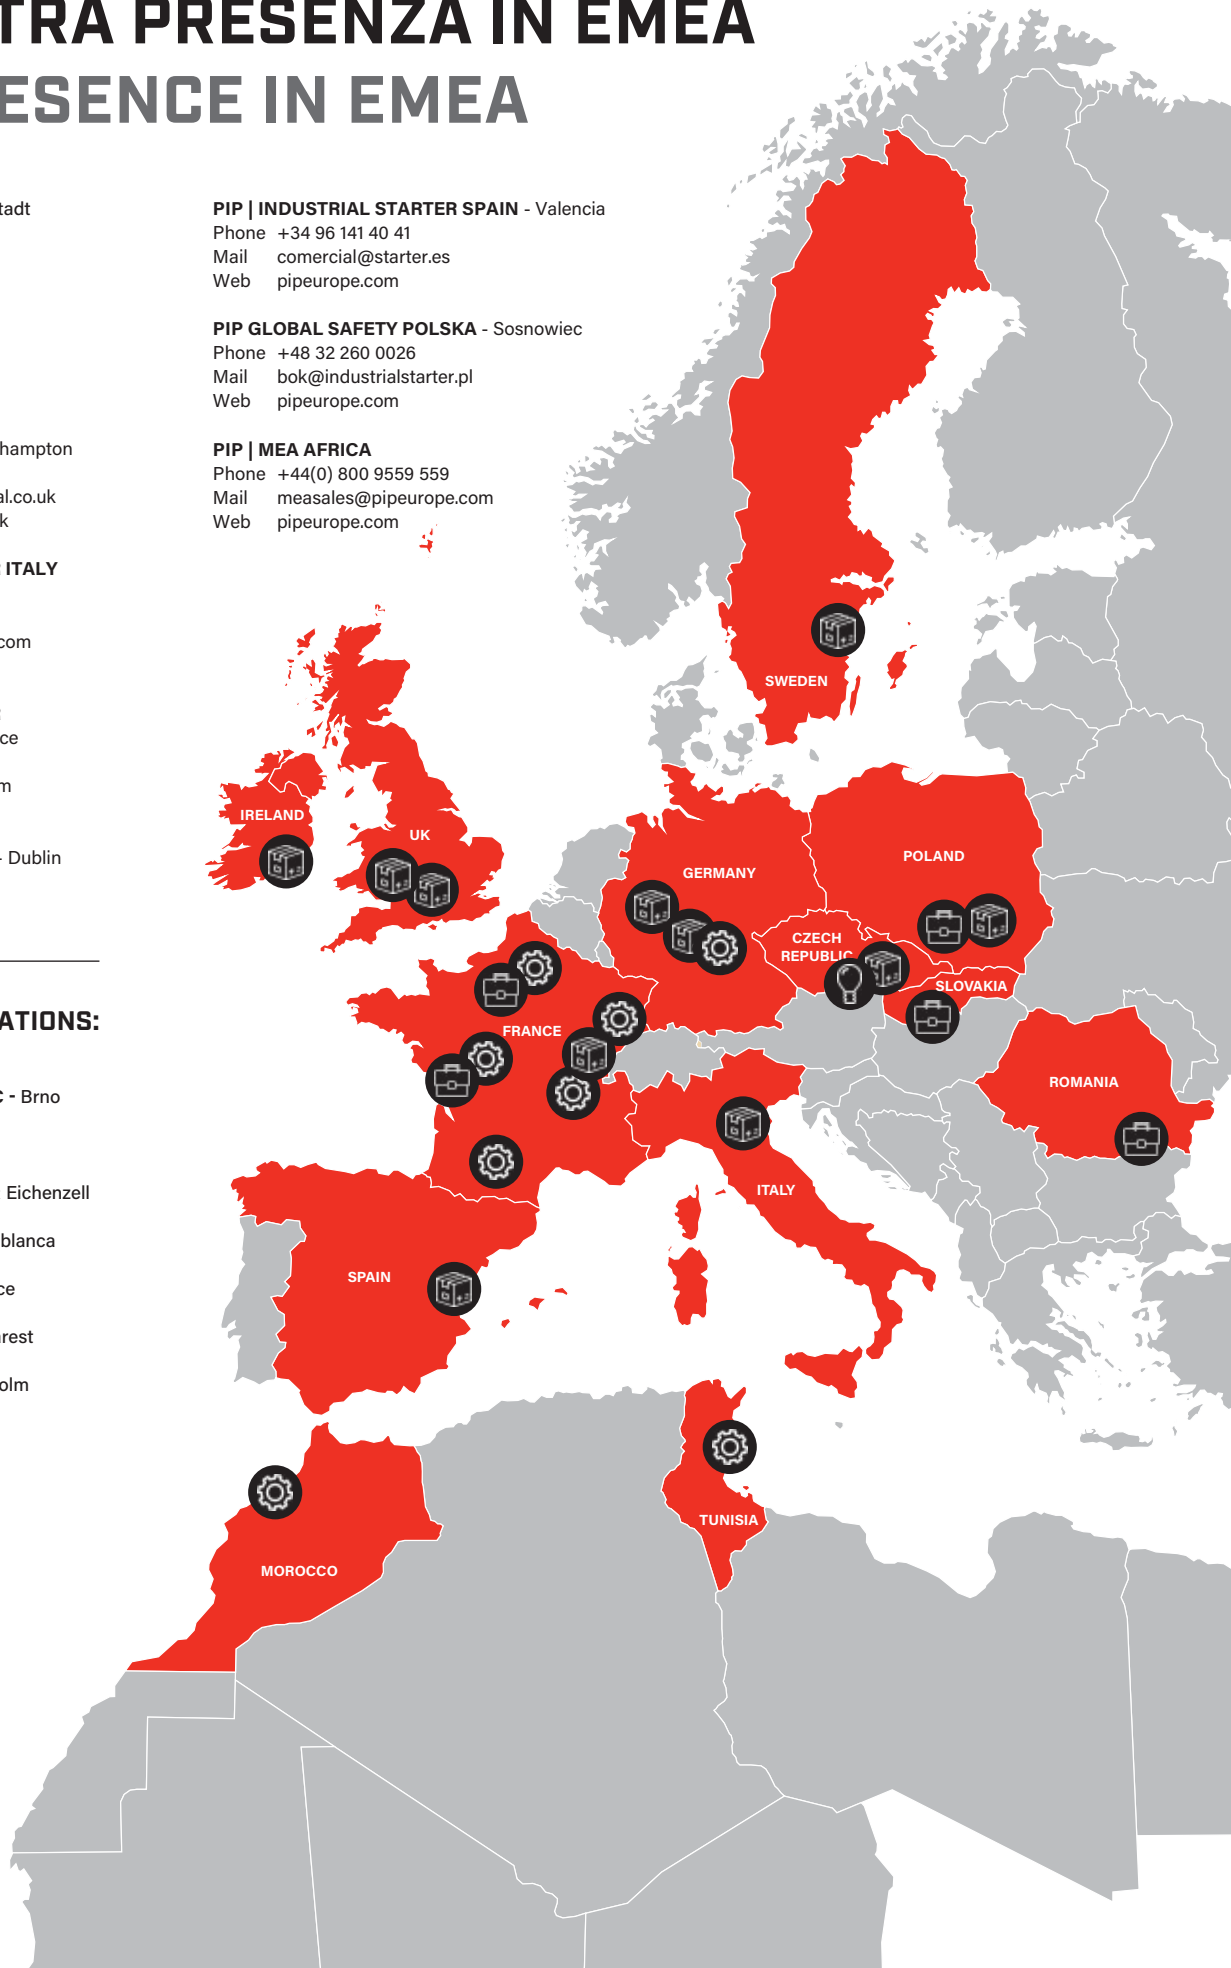 TRA PRESENZA IN EMEA
ESENCE IN EMEA
tadt
hampton
al.co.uk
k
ITALY
com
ce
m
- Dublin
ATIONS:
C - Brno
Eichenzell
blanca
ce
rest
olm
PIP | INDUSTRIAL STARTER SPAIN - Valencia
Phone +34 96 141 40 41
Mail comercial@starter.es
Web pipeurope.com
PIP GLOBAL SAFETY POLSKA - Sosnowiec
Phone +48 32 260 0026
Mail bok@industrialstarter.pl
Web pipeurope.com
PIP | MEA AFRICA
Phone +44(0) 800 9559 559
Mail measales@pipeurope.com
Web pipeurope.com
SWEDEN
IRELAND
UK
GERMANY
POLAND
CZECH
REPUBLIC
SLOVAKIA
FRANCE
ROMANIA
ITALY
SPAIN
TUNISIA
MOROCCO